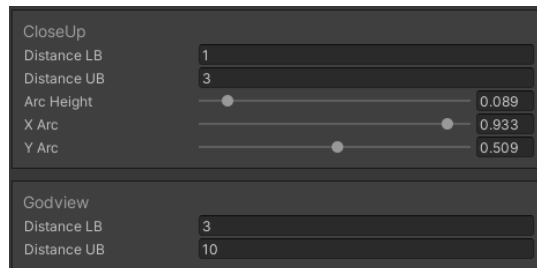 CloseUp
Distance LB 1
Distance UB 3
Arc Height 0.089
X Arc 0.933
Y Arc 0.509
Godview
Distance LB 3
Distance UB 10